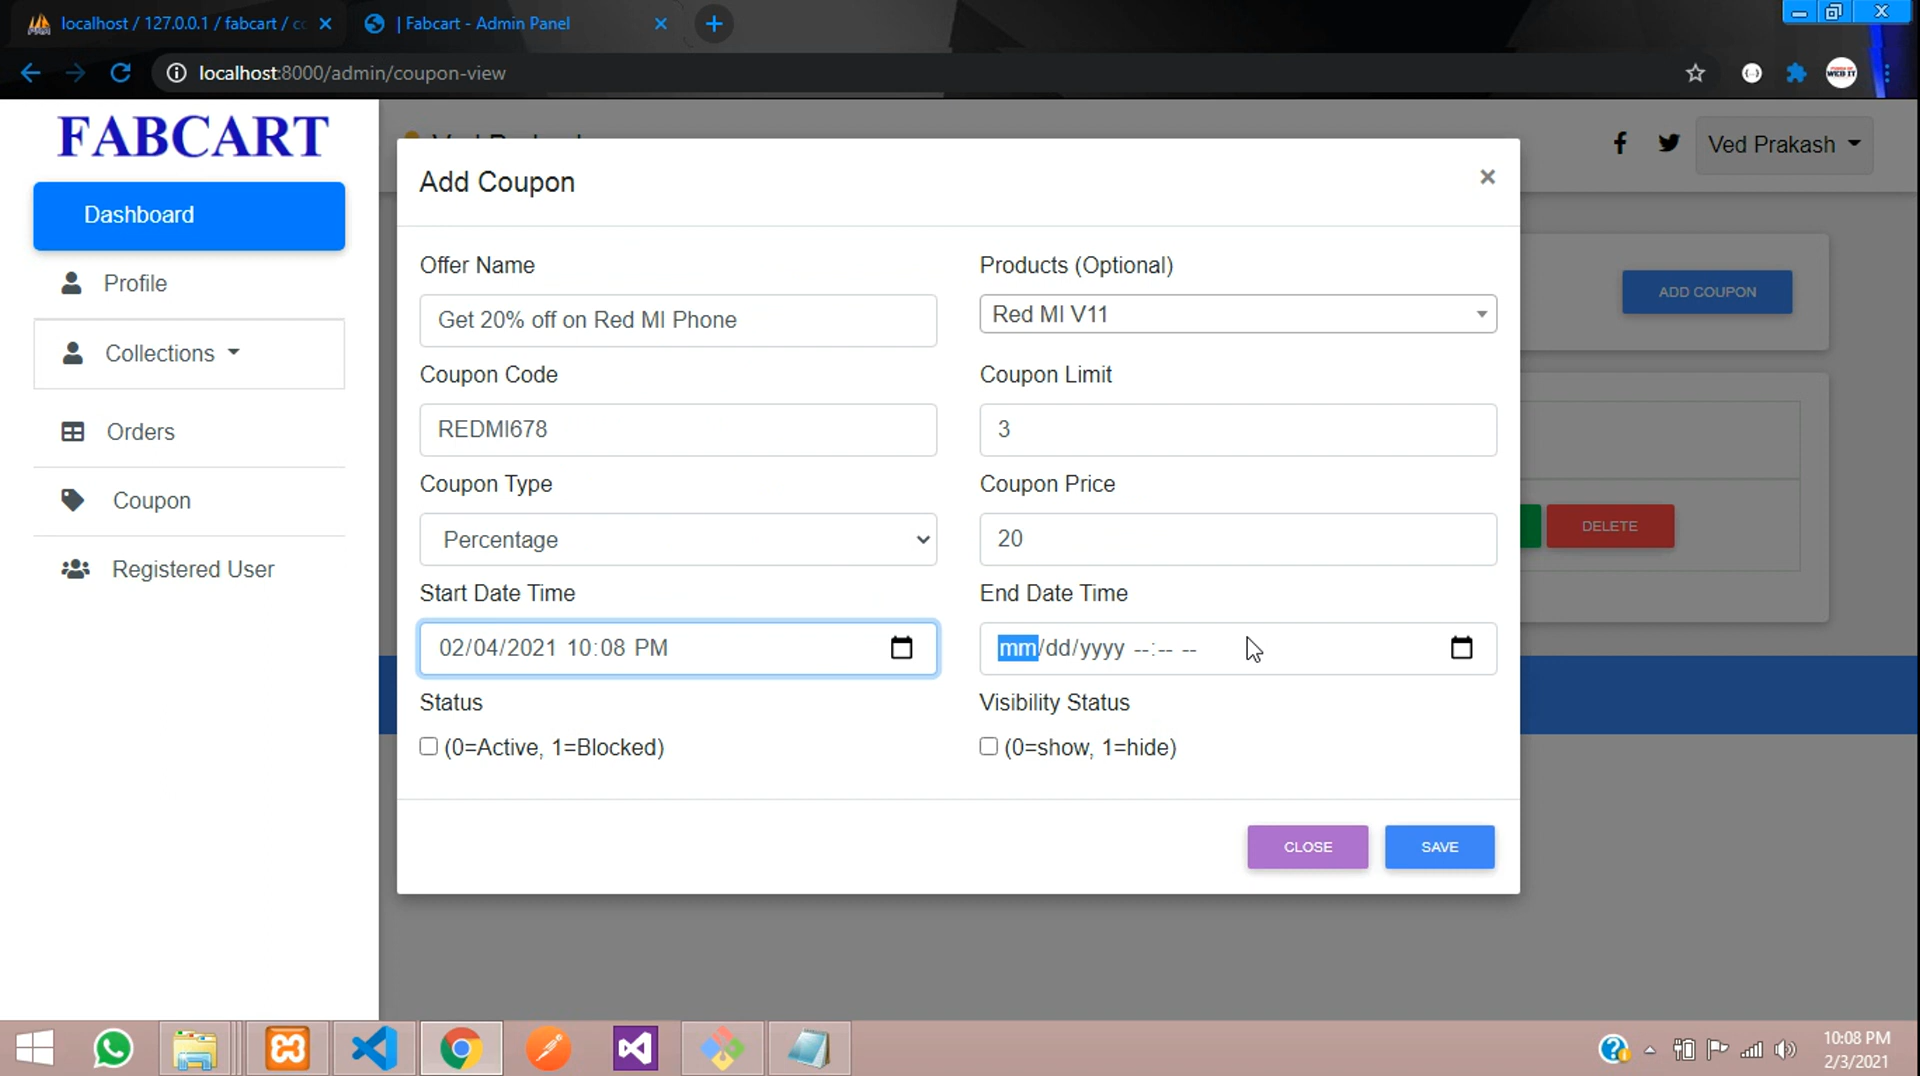 localhost / 127.0.0.1 / fabcart / co
| Fabcart - Admin Panel
localhost:8000/admin/coupon-view
FABCART
Dashboard
Profile
Collections
Orders
Coupon
Registered User
Ved Prakash
ADD COUPON
DELETE
Add Coupon
×
Offer Name
Products (Optional)
Get 20% off on Red MI Phone
Red MI V11
Coupon Code
Coupon Limit
REDMI678
3
Coupon Type
Coupon Price
Percentage
20
Start Date Time
End Date Time
02/04/2021 10:08 PM
mm/dd/yyyy --:-- --
Status
Visibility Status
(0=Active, 1=Blocked)
(0=show, 1=hide)
CLOSE
SAVE
10:08 PM
2/3/2021